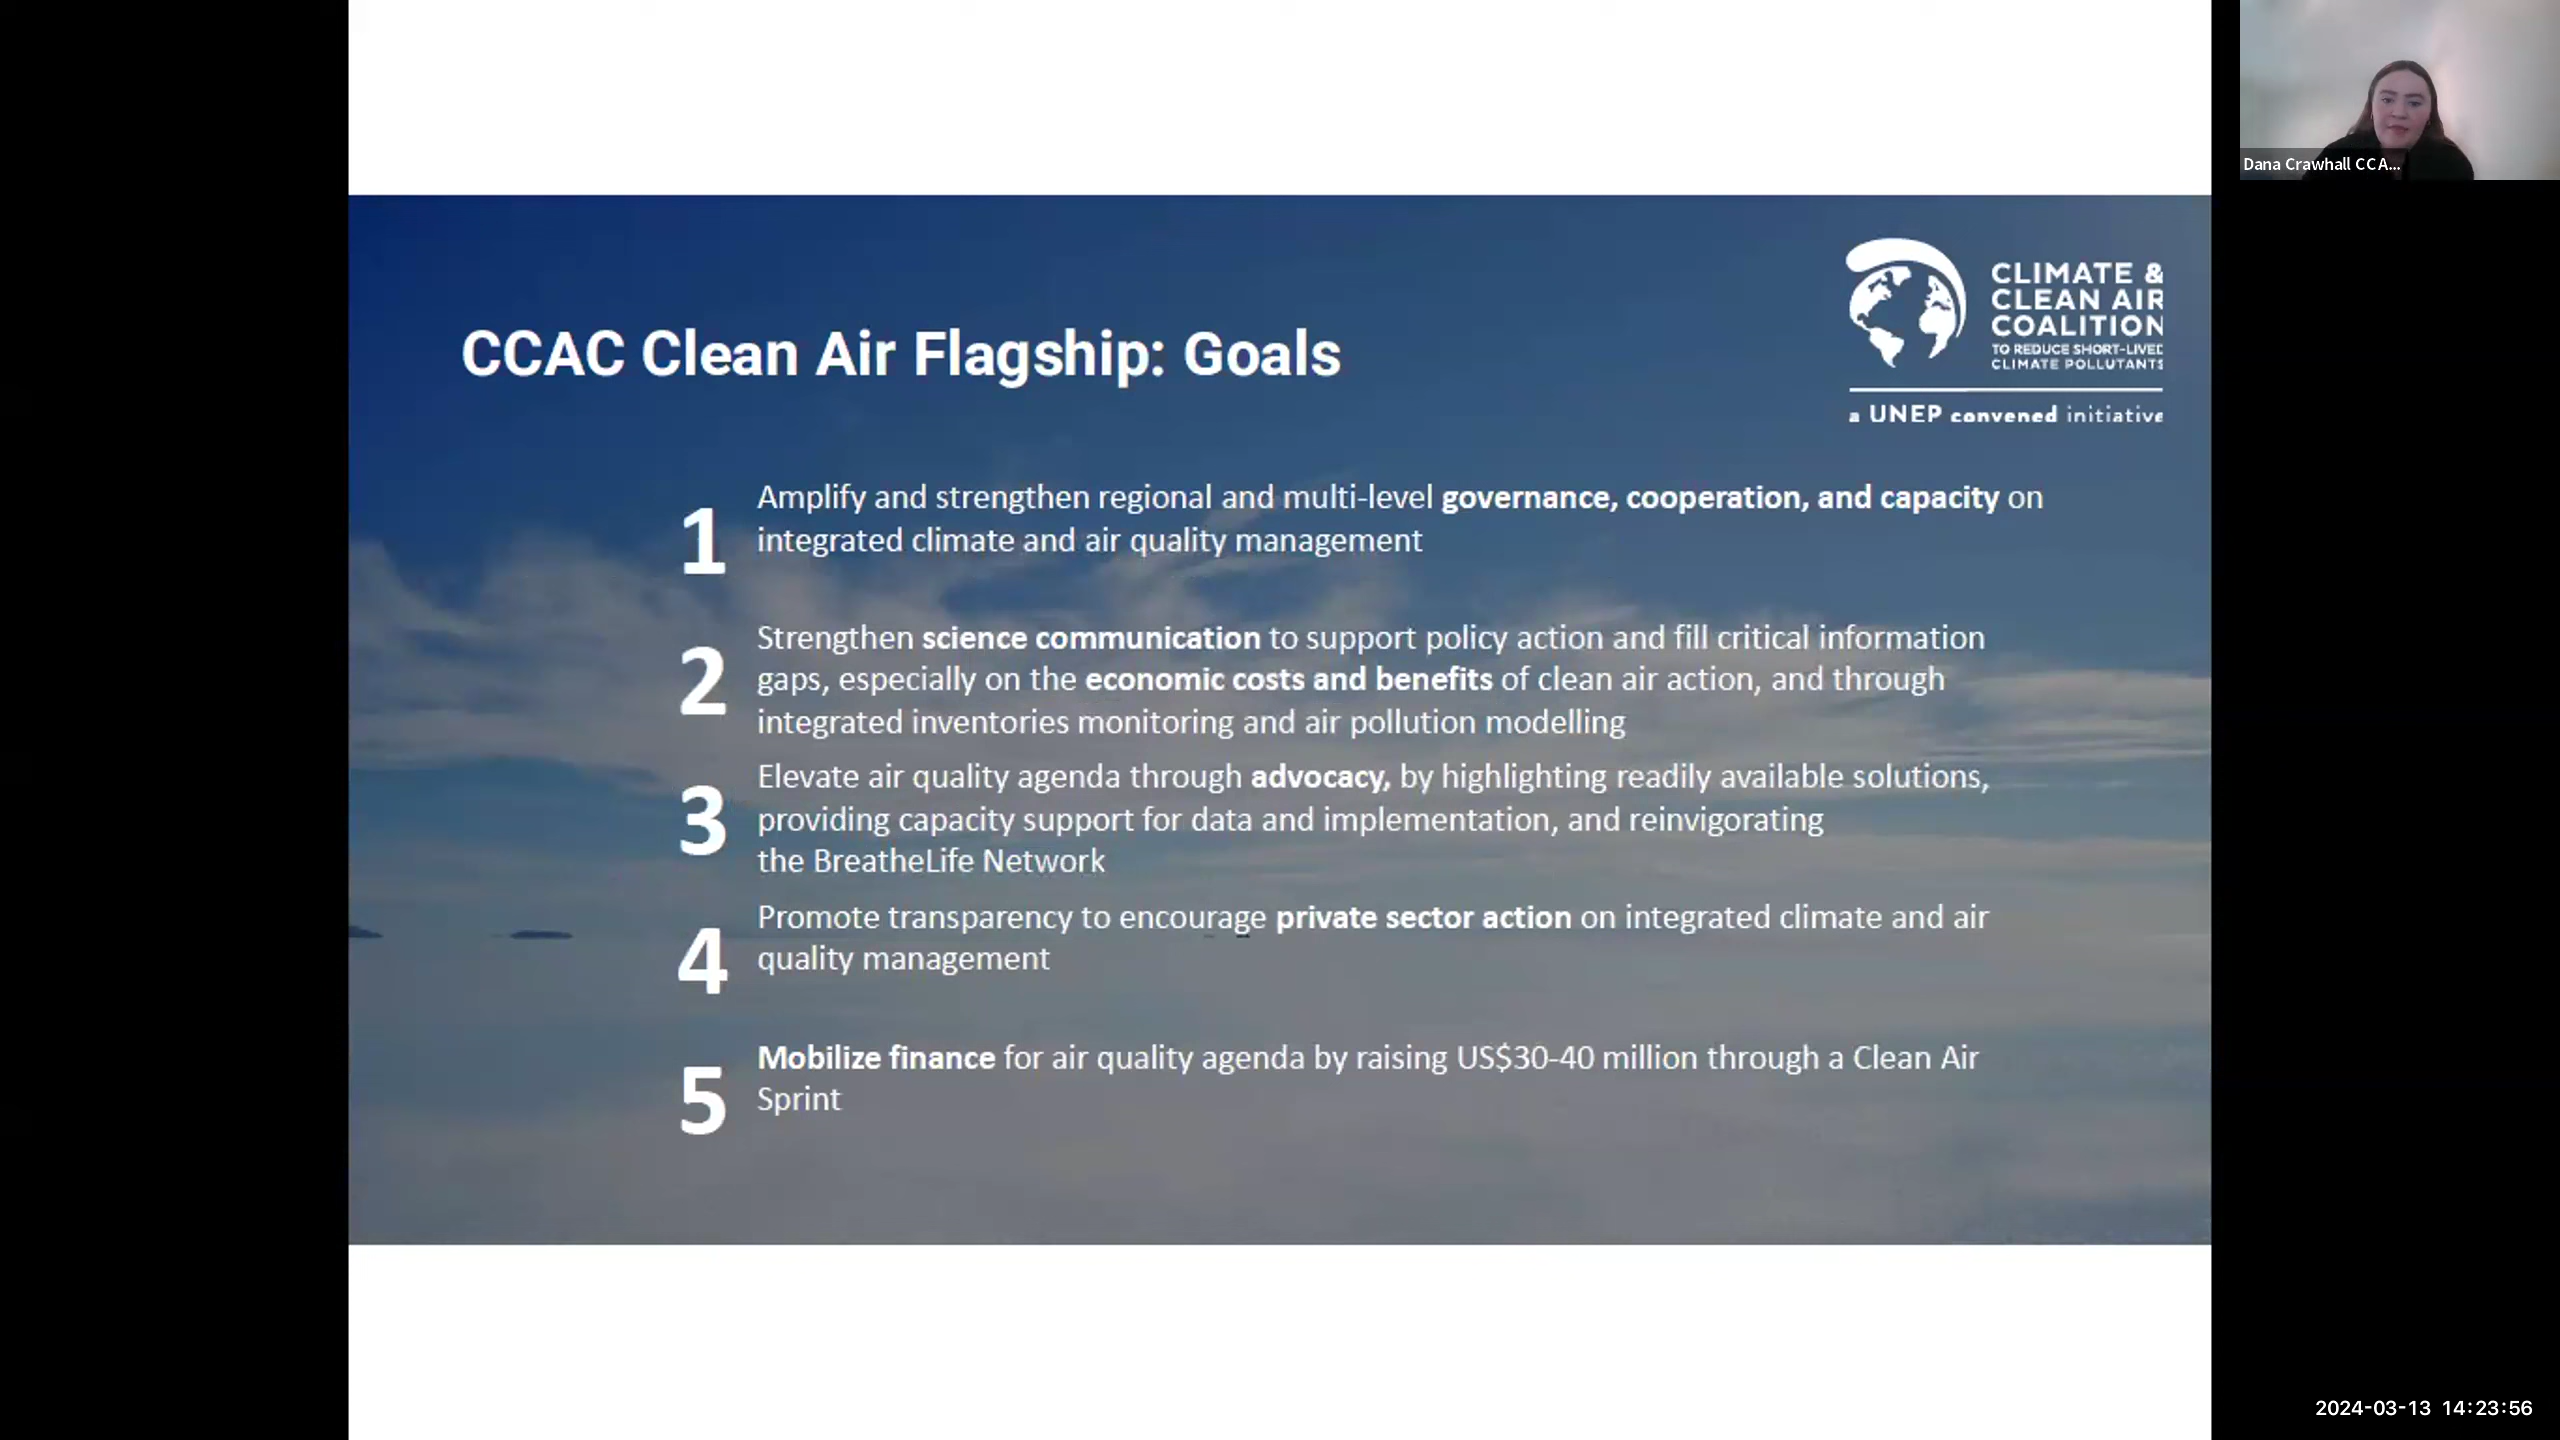 Dana Crawhall CCA...
CLIMATE &
CLEAN AIR
COALITION
TO REDUCE SHORT-LIVED
CLIMATE POLLUTANTS
a UNEP convened initiative
CCAC Clean Air Flagship: Goals
1
Amplify and strengthen regional and multi-level governance, cooperation, and capacity on
integrated climate and air quality management
2
Strengthen science communication to support policy action and fill critical information
gaps, especially on the economic costs and benefits of clean air action, and through
integrated inventories monitoring and air pollution modelling
3
Elevate air quality agenda through advocacy, by highlighting readily available solutions,
providing capacity support for data and implementation, and reinvigorating
the BreatheLife Network
4
Promote transparency to encourage private sector action on integrated climate and air
quality management
5
Mobilize finance for air quality agenda by raising US$30-40 million through a Clean Air
Sprint
2024-03-13 14:23:56